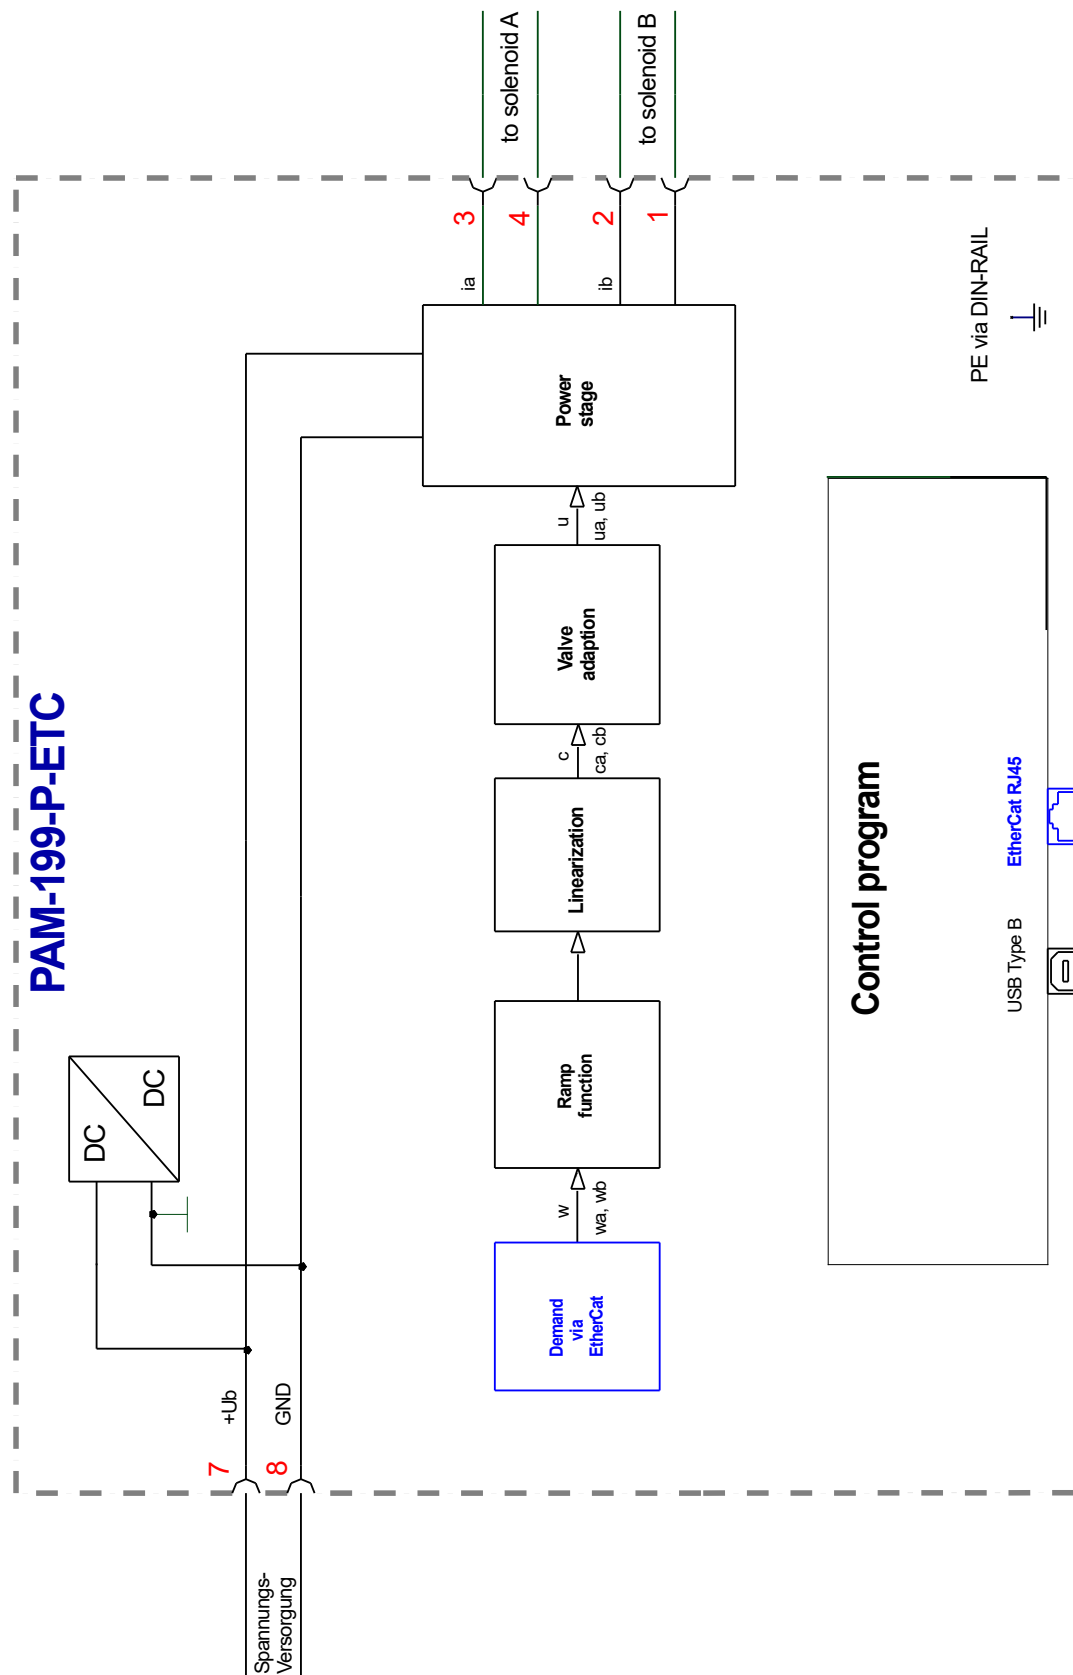 PAM-199-P-ETC
DC
DC
Spannungs-
Versorgung
7
+Ub
8
GND
3
ia
to solenoid A
4
2
ib
to solenoid B
1
Demand
via
EtherCat
w
wa, wb
Ramp
function
Linearization
c
ca, cb
Valve
adaption
u
ua, ub
Power
stage
Control program
USB Type B
EtherCat RJ45
PE via DIN-RAIL